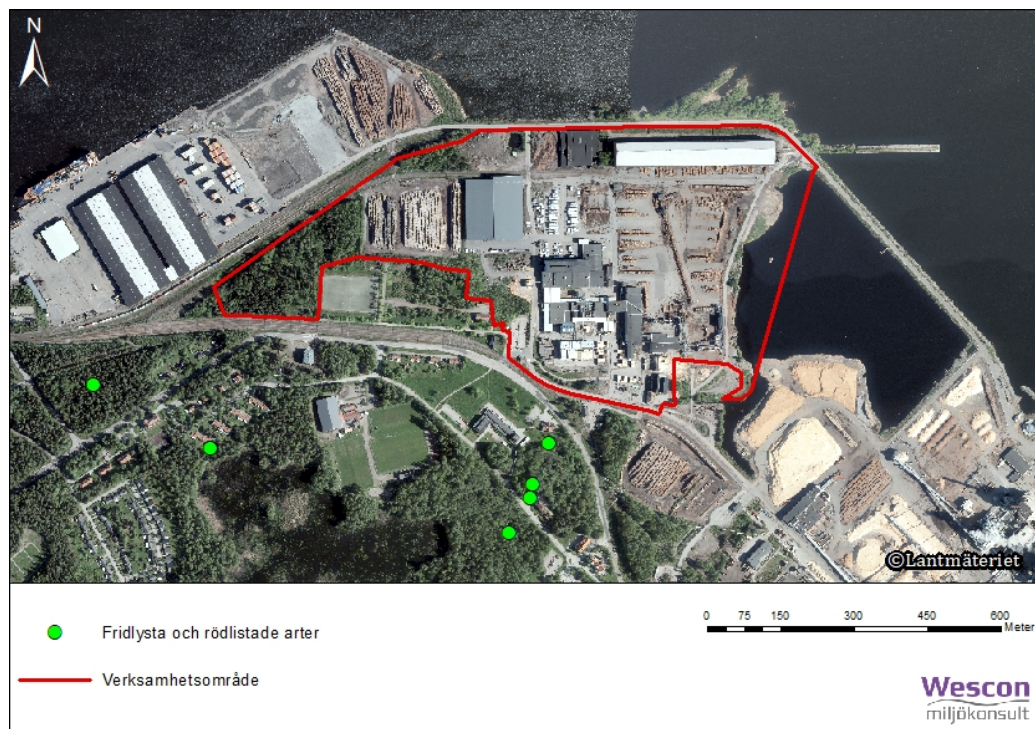 N
©Lantmäteriet
Fridlysta och rödlistade arter
Verksamhetsområde
0 75 150 300 450 600
Meter
Wescon
miljökonsult